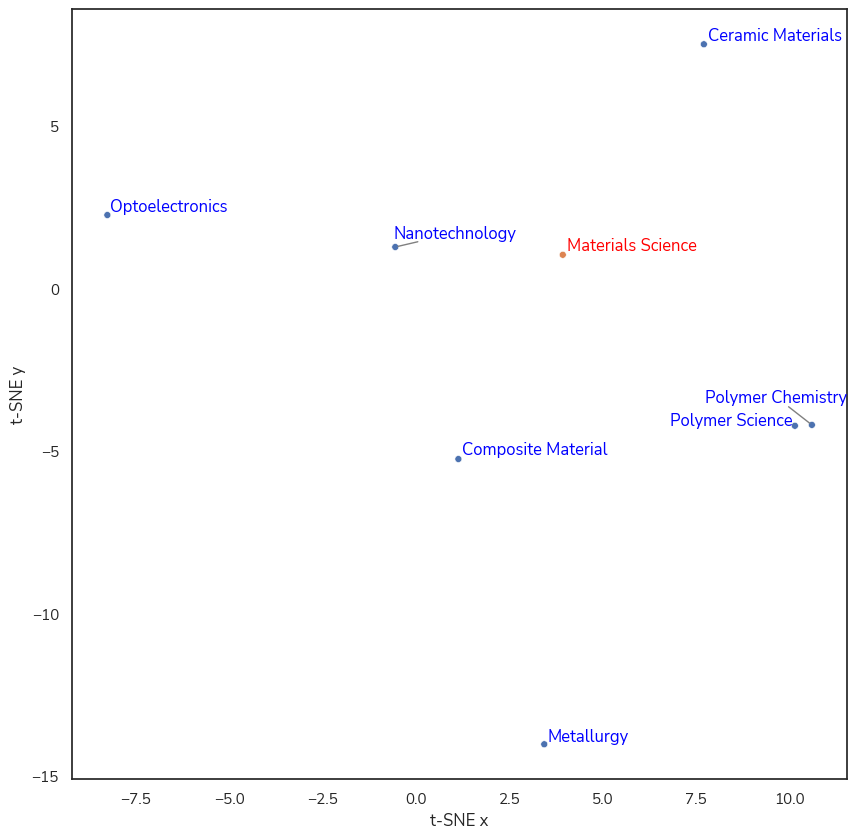 Ceramic Materials
5
Optoelectronics
Nanotechnology
Materials Science
0
t-SNE y
Polymer Chemistry
Polymer Science
−5
Composite Material
−10
Metallurgy
−15
−7.5 −5.0 −2.5 0.0 2.5 5.0 7.5 10.0
t-SNE x